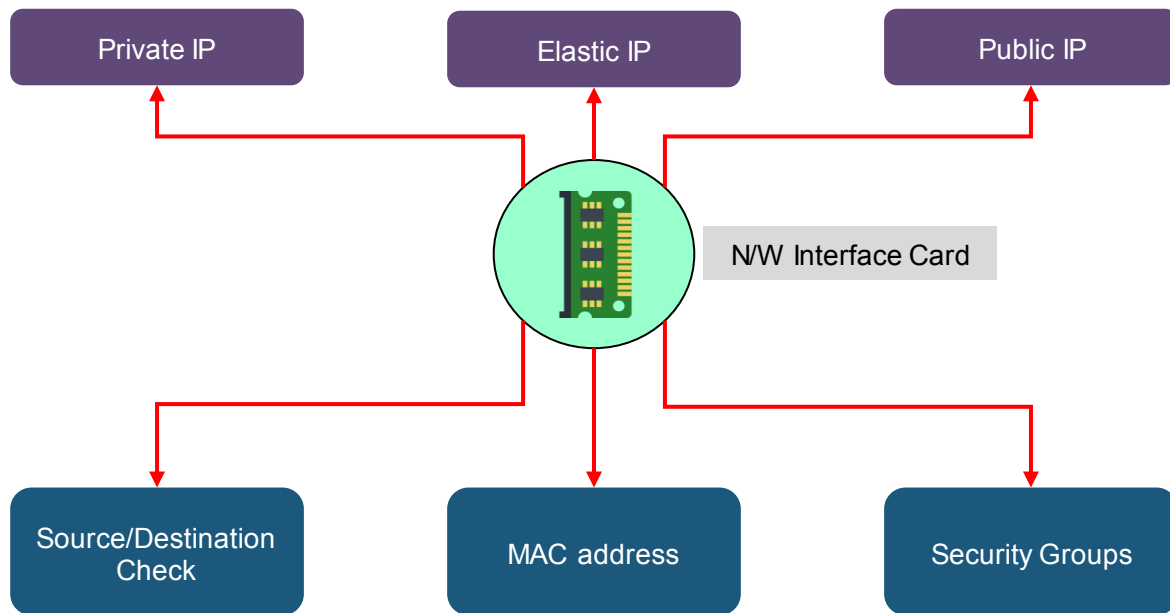 Private IP
Elastic IP
Public IP
N/W Interface Card
Source/Destination
Check
MAC address
Security Groups